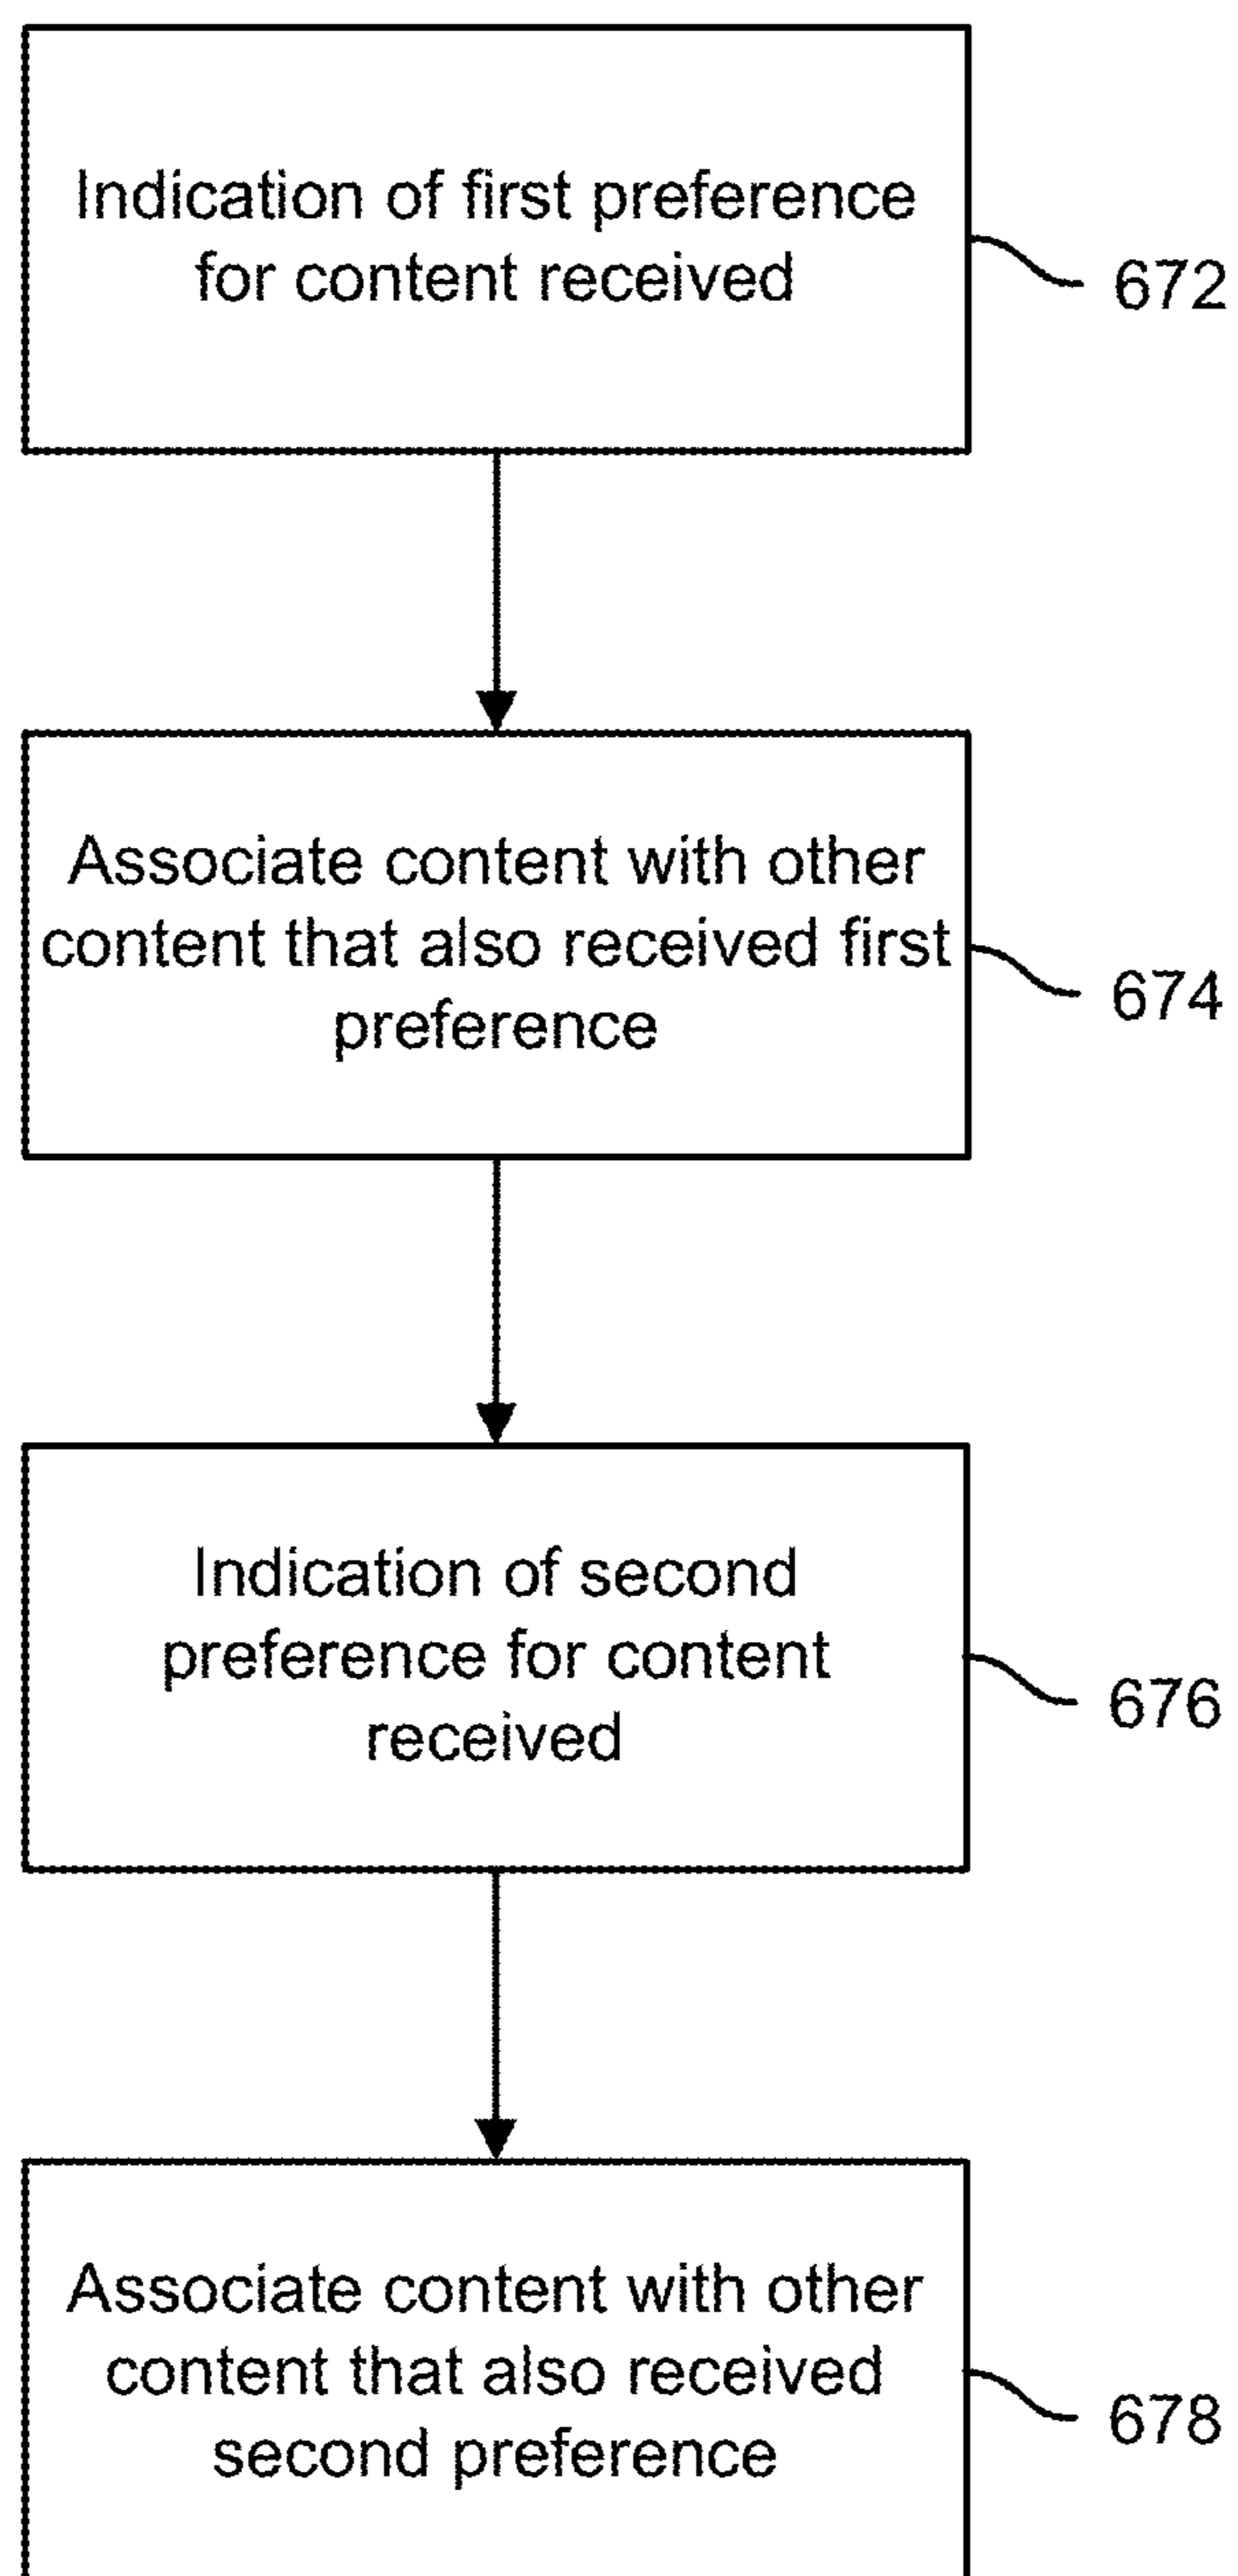 Indication of first preference
for content received
672
Associate content with other
content that also received first
preference
674
Indication of second
preference for content
received
676
Associate content with other
content that also received
second preference
678